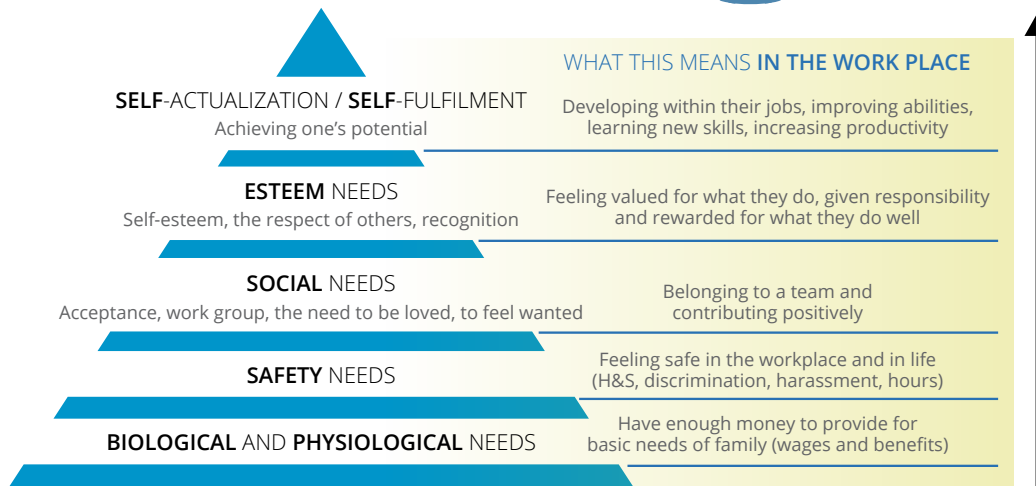 WHAT THIS MEANS IN THE WORK PLACE
SELF-ACTUALIZATION / SELF-FULFILMENT
Achieving one’s potential
Developing within their jobs, improving abilities,
learning new skills, increasing productivity
ESTEEM NEEDS
Self-esteem, the respect of others, recognition
Feeling valued for what they do, given responsibility
and rewarded for what they do well
SOCIAL NEEDS
Acceptance, work group, the need to be loved, to feel wanted
Belonging to a team and
contributing positively
SAFETY NEEDS
Feeling safe in the workplace and in life
(H&S, discrimination, harassment, hours)
BIOLOGICAL AND PHYSIOLOGICAL NEEDS
Have enough money to provide for
basic needs of family (wages and benefits)